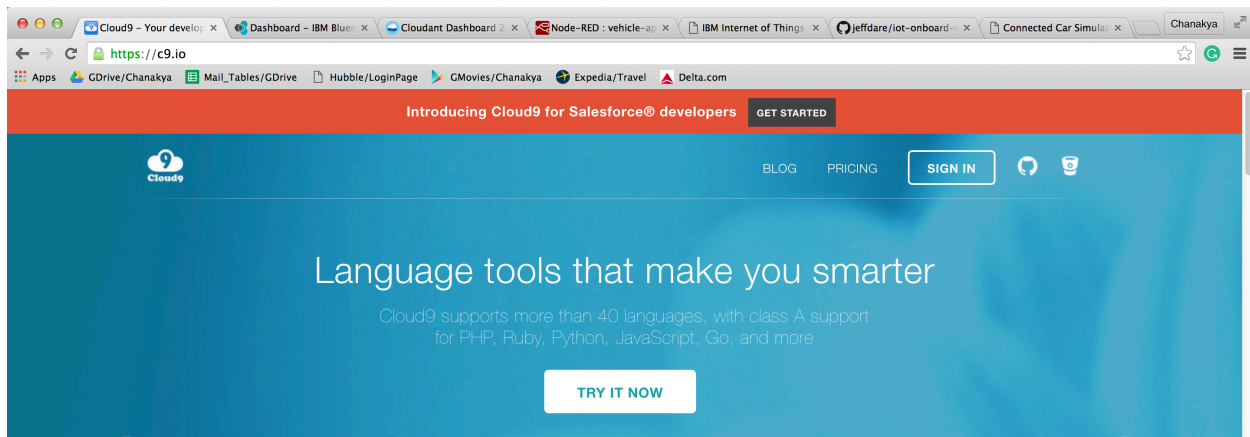 Cloud9 – Your develop
Dashboard – IBM Bluem
Cloudant Dashboard 2
Node-RED : vehicle-ap
IBM Internet of Things
jeffdare/iot-onboard-
Connected Car Simulat
Chanakya
https://c9.io
Apps
GDrive/Chanakya
Mail_Tables/GDrive
Hubble/LoginPage
GMovies/Chanakya
Expedia/Travel
Delta.com
Introducing Cloud9 for Salesforce® developers
GET STARTED
9
Cloud9
BLOG
PRICING
SIGN IN
Language tools that make you smarter
Cloud9 supports more than 40 languages, with class A support
for PHP, Ruby, Python, JavaScript, Go, and more
TRY IT NOW